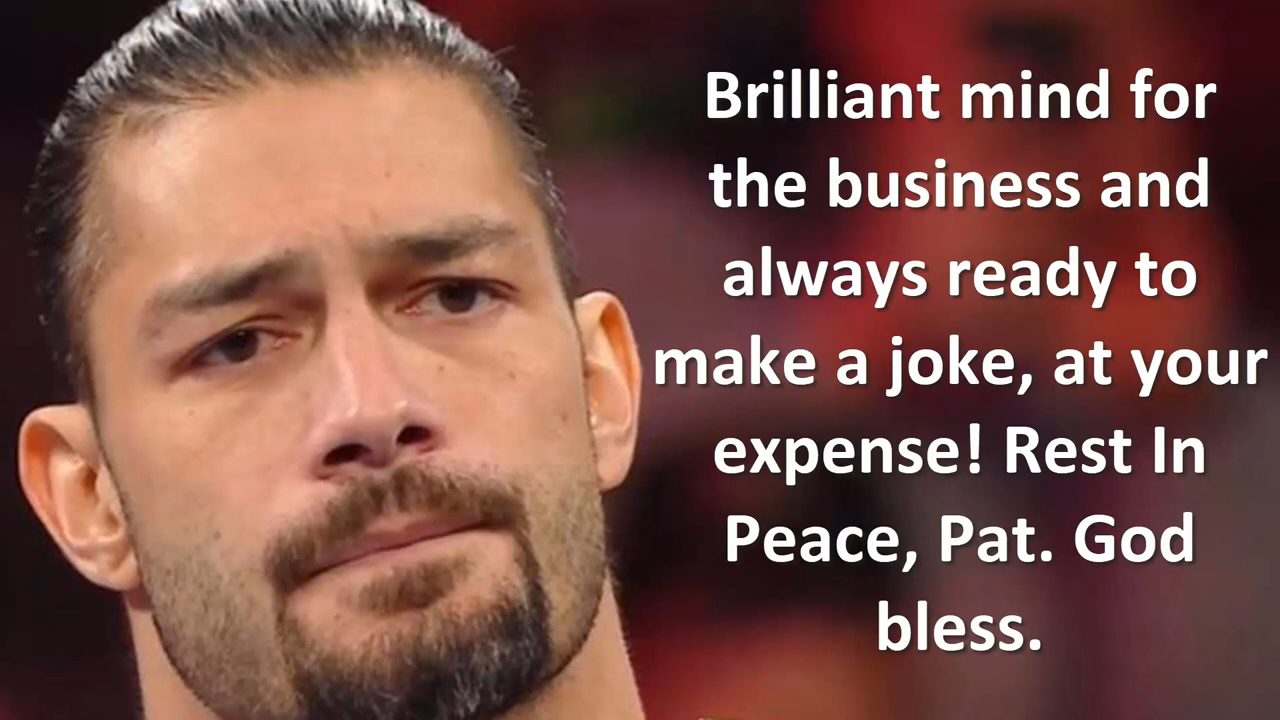 Brilliant mind for
the business and
always ready to
make a joke, at your
expense! Rest In
Peace, Pat. God
bless.